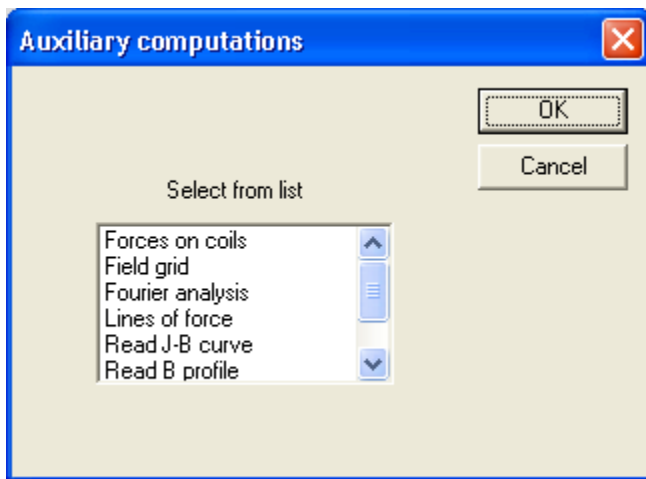 Auxiliary computations
OK
Cancel
Select from list
Forces on coils
Field grid
Fourier analysis
Lines of force
Read J-B curve
Read B profile